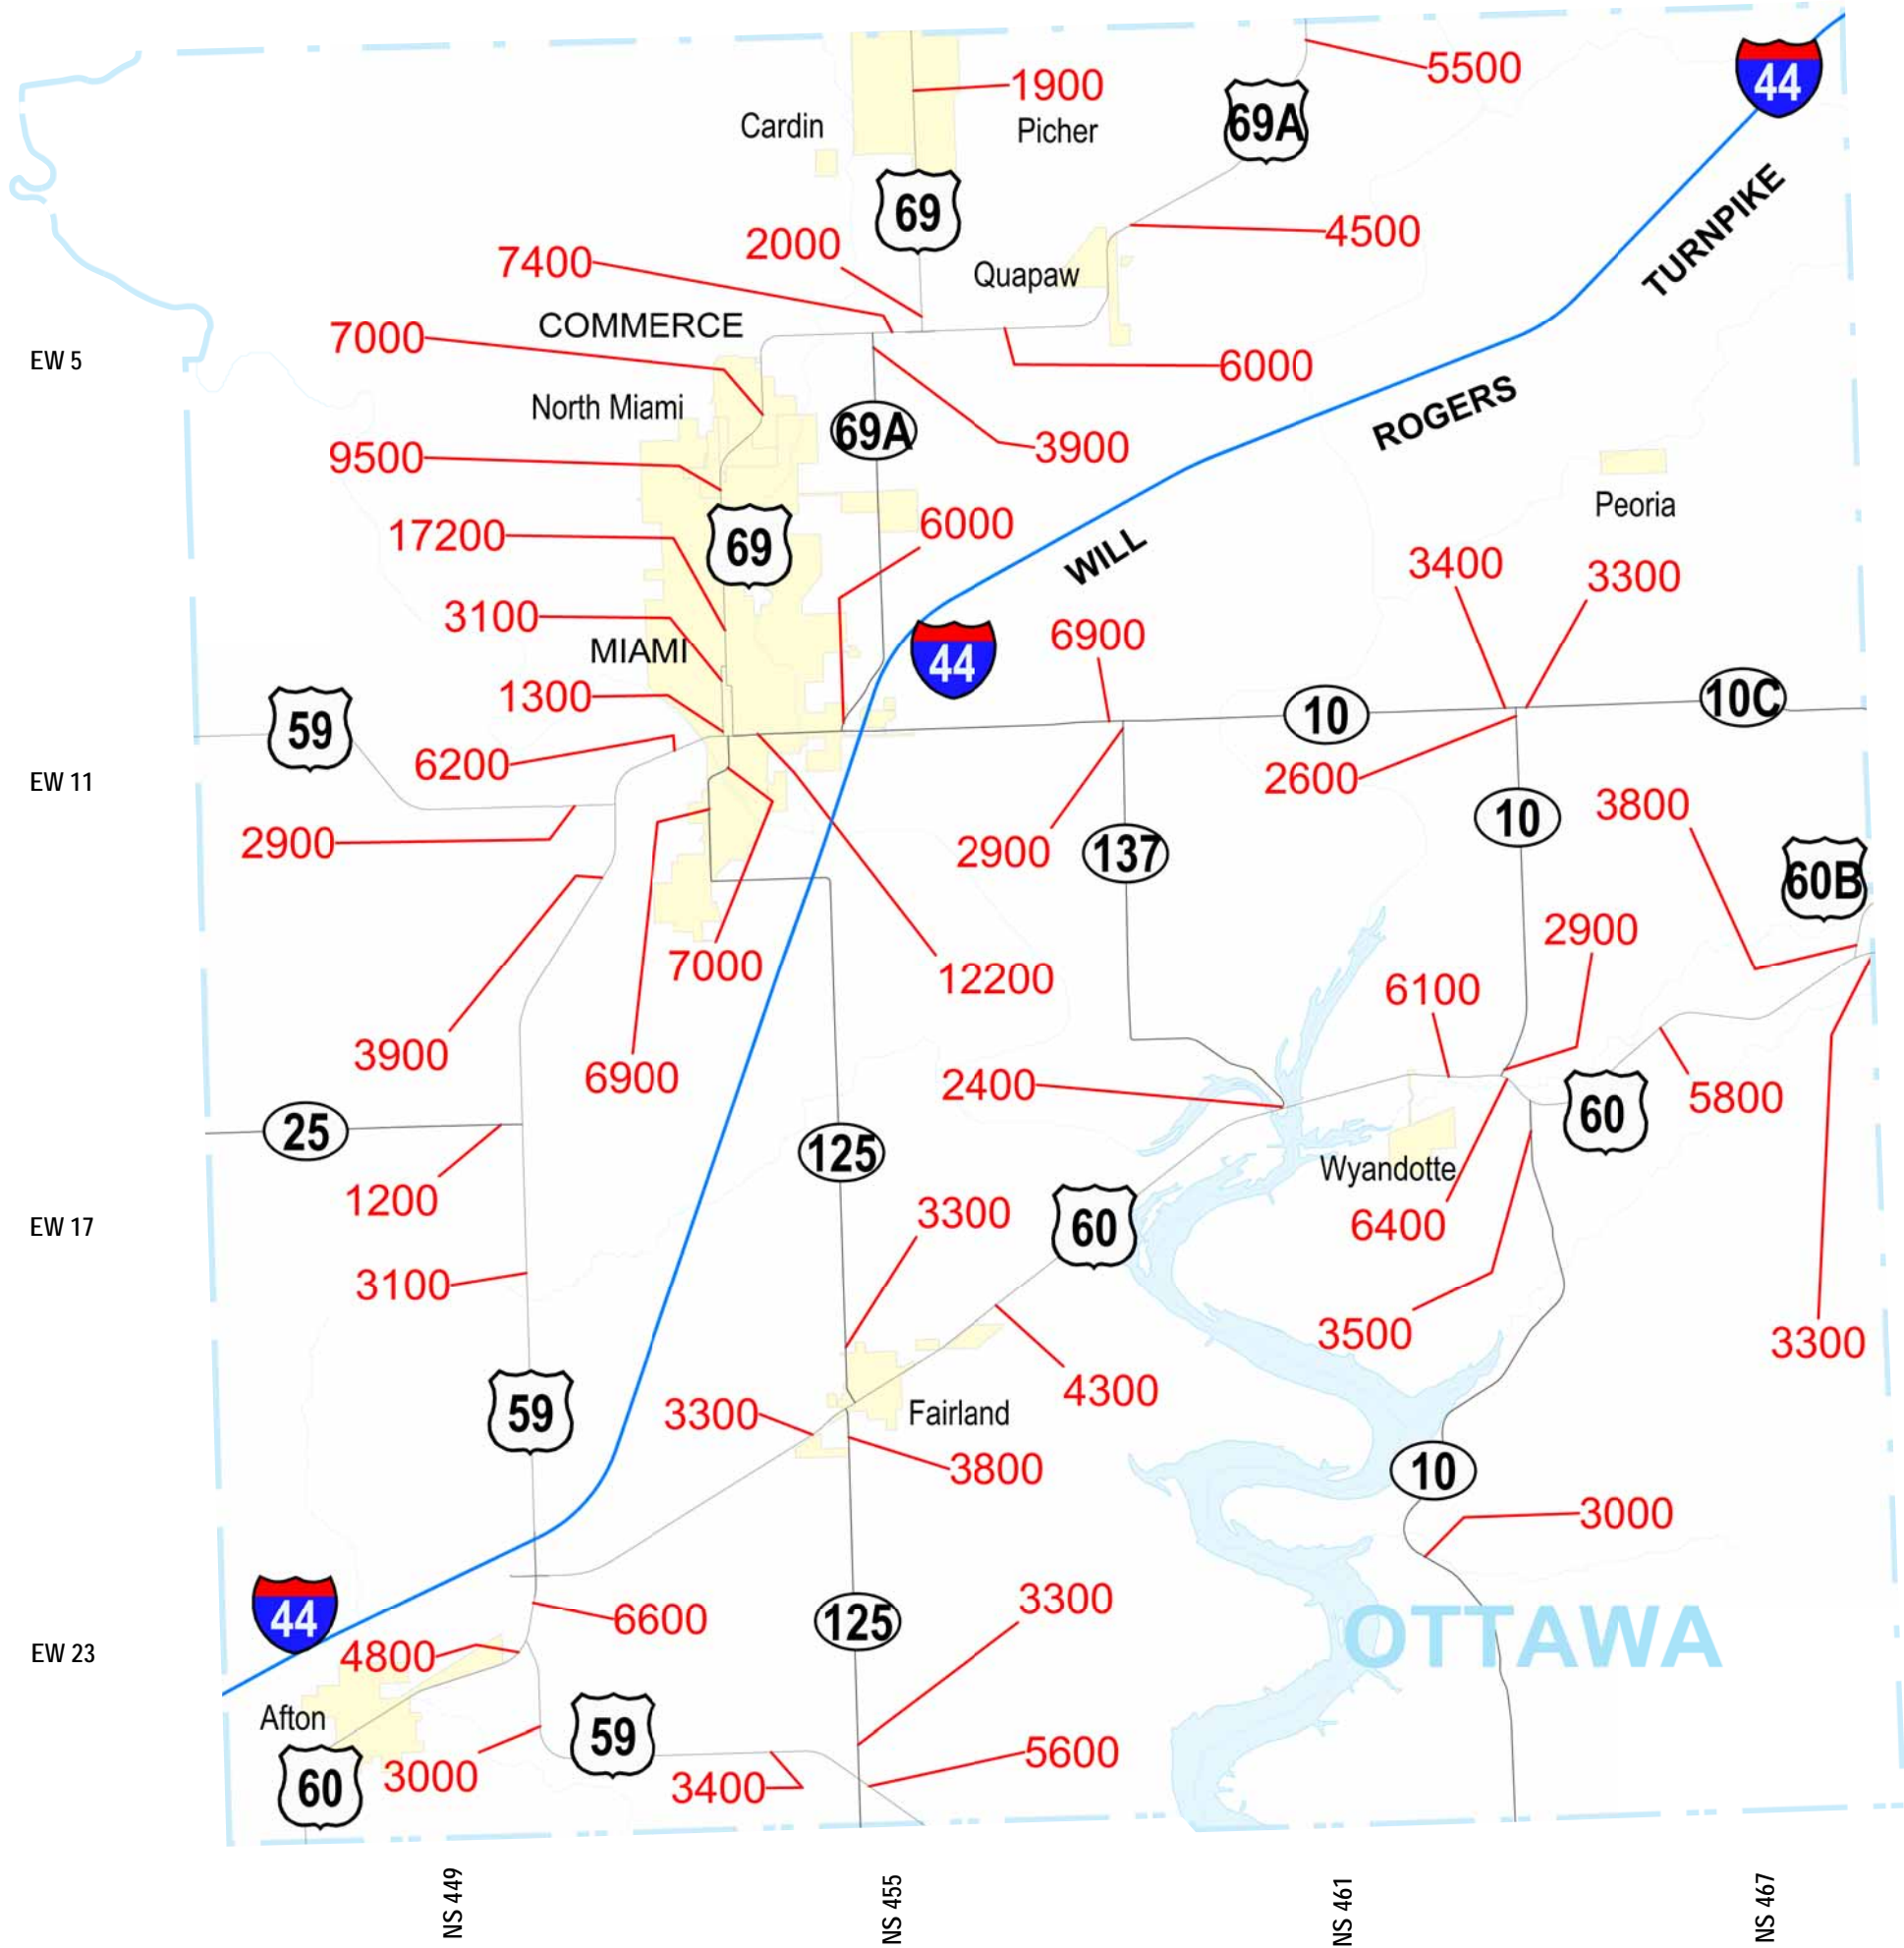 5500
44
1900
69A
Cardin
Picher
TURNPIKE
69
2000
4500
7400
Quapaw
COMMERCE
7000
EW 5
6000
ROGERS
North Miami
69A
3900
9500
Peoria
6000
17200
69
WILL
3400
3300
3100
6900
MIAMI
44
1300
10C
10
59
6200
2600
EW 11
3800
10
2900
2900
137
60B
2900
7000
12200
6100
3900
6900
2400
5800
60
25
125
Wyandotte
1200
3300
6400
60
EW 17
3100
3500
3300
4300
59
3300
Fairland
3800
10
3000
3300
44
6600
125
OTTAWA
4800
EW 23
Afton
59
5600
3000
3400
60
NS 449
NS 455
NS 461
NS 467